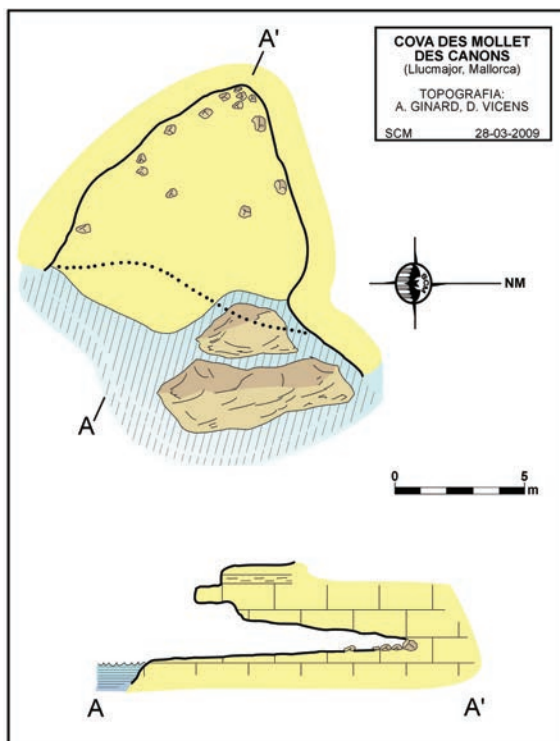 A'
COVA DES MOLLET
DES CANONS
(Llucmajor, Mallorca)
TOPOGRAFIA:
A. GINARD, D. VICENS
SCM 28-03-2009
NM
A
0 5
m
A A'